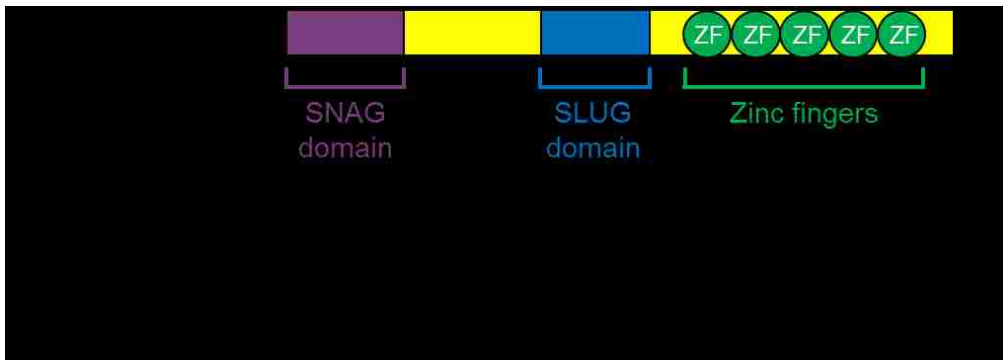 ZF ZF ZF ZF ZF
SNAG
domain
SLUG
domain
Zinc fingers